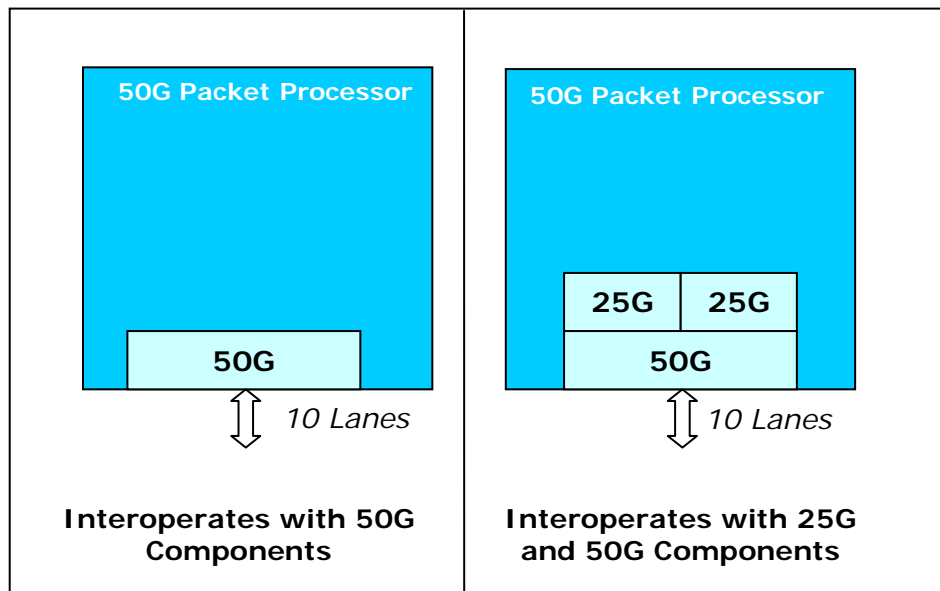 50G Packet Processor
50G
10 Lanes
Interoperates with 50G
Components
50G Packet Processor
25G 25G
50G
10 Lanes
Interoperates with 25G
and 50G Components